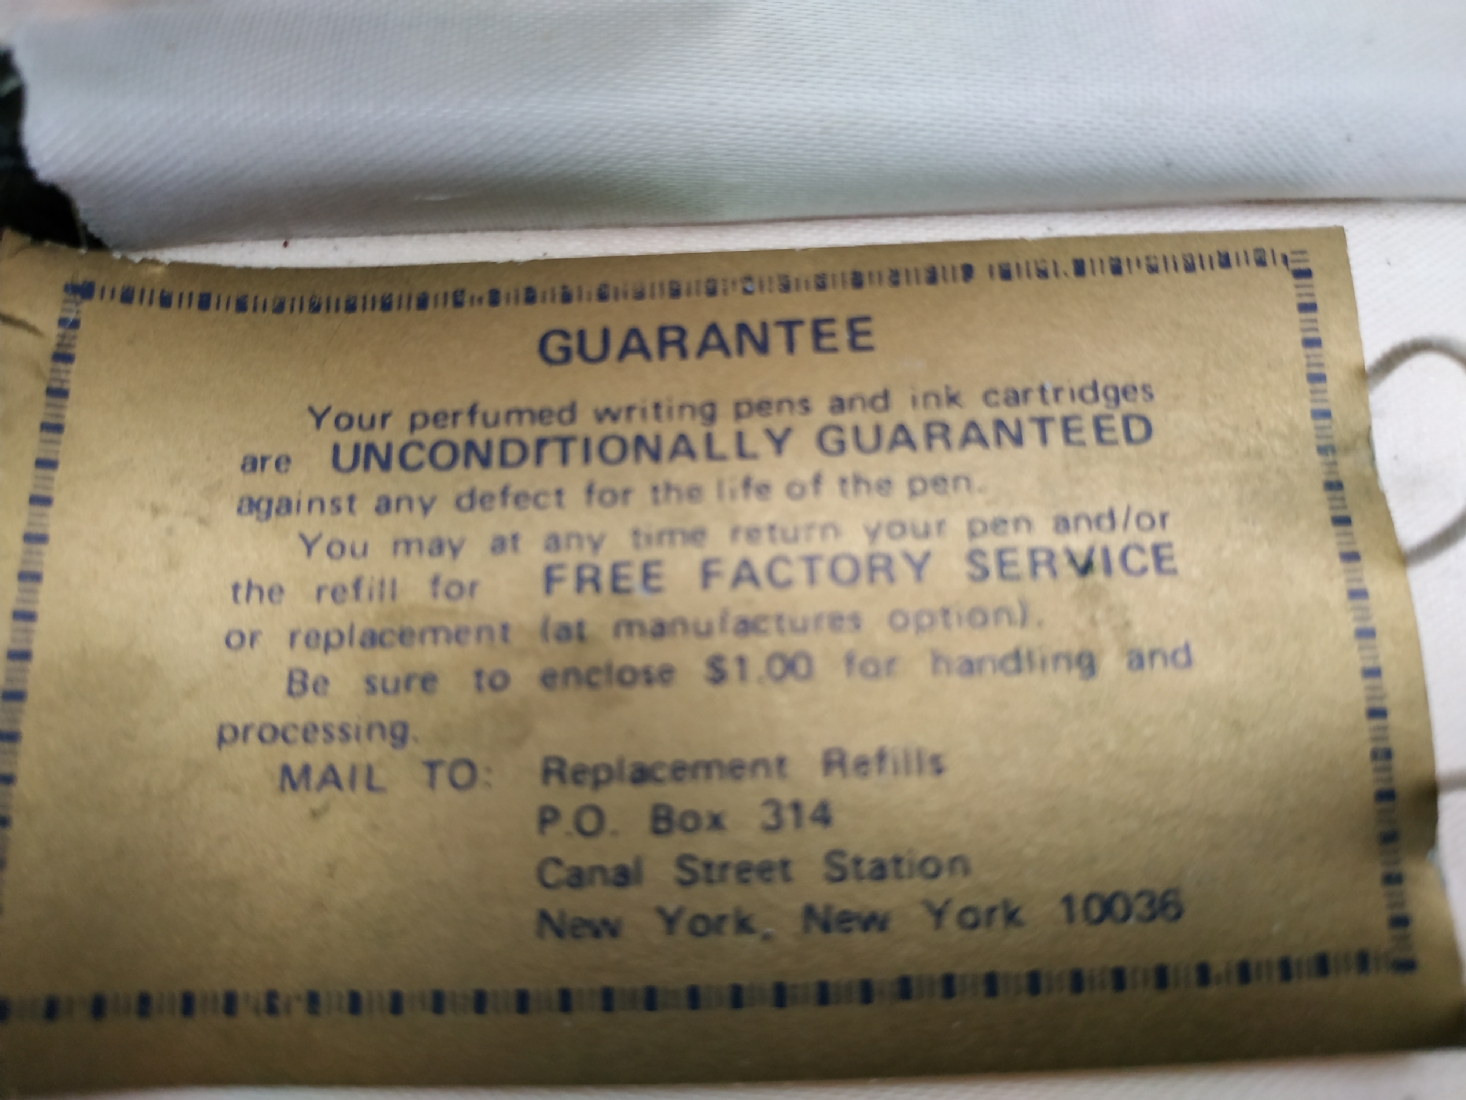 GUARANTEE
Your perfumed writing pens and ink cartridges
are UNCONDITIONALLY GUARANTEED
against any defect for the life of the pen.
You may at any time return your pen and/or
the refill for FREE FACTORY SERVICE
or replacement (at manufactures option).
Be sure to enclose $1.00 for handling and
processing.
MAIL TO: Replacement Refills
P.O. Box 314
Canal Street Station
New York, New York 10036